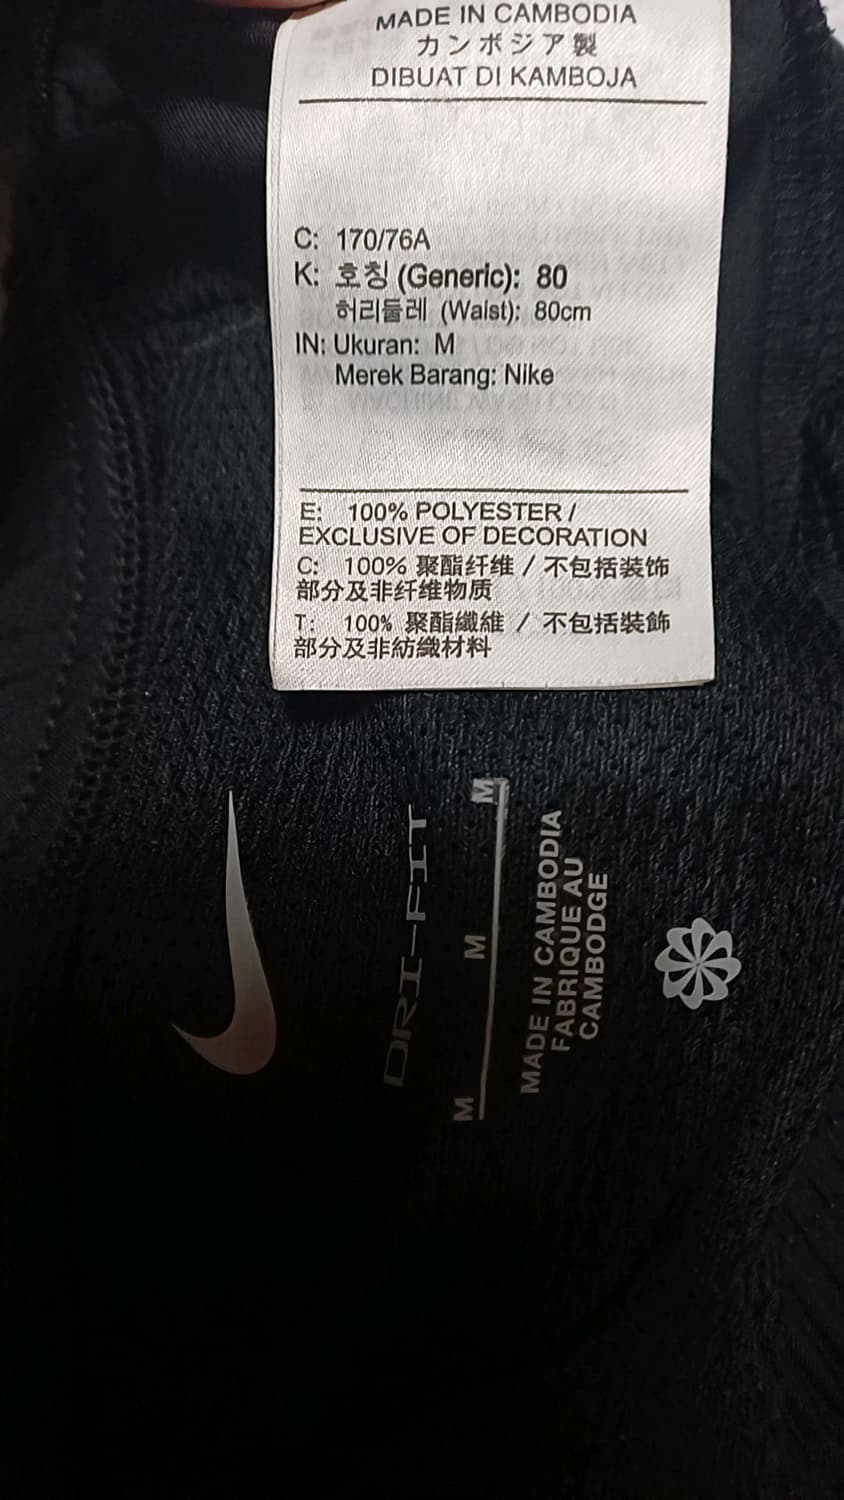 MADE IN CAMBODIA
カンボジア製
DIBUAT DI KAMBOJA
C: 170/76A
K: 호칭 (Generic): 80
허리둘레 (Waist): 80cm
IN: Ukuran: M
Merek Barang: Nike
E: 100% POLYESTER /
EXCLUSIVE OF DECORATION
C: 100% 聚酯纤维 / 不包括装饰
部分及非纤维物质
T: 100% 聚酯纖維 / 不包括裝飾
部分及非紡織材料
DRI-FIT
M M M
MADE IN CAMBODIA
FABRIQUE AU
CAMBODGE